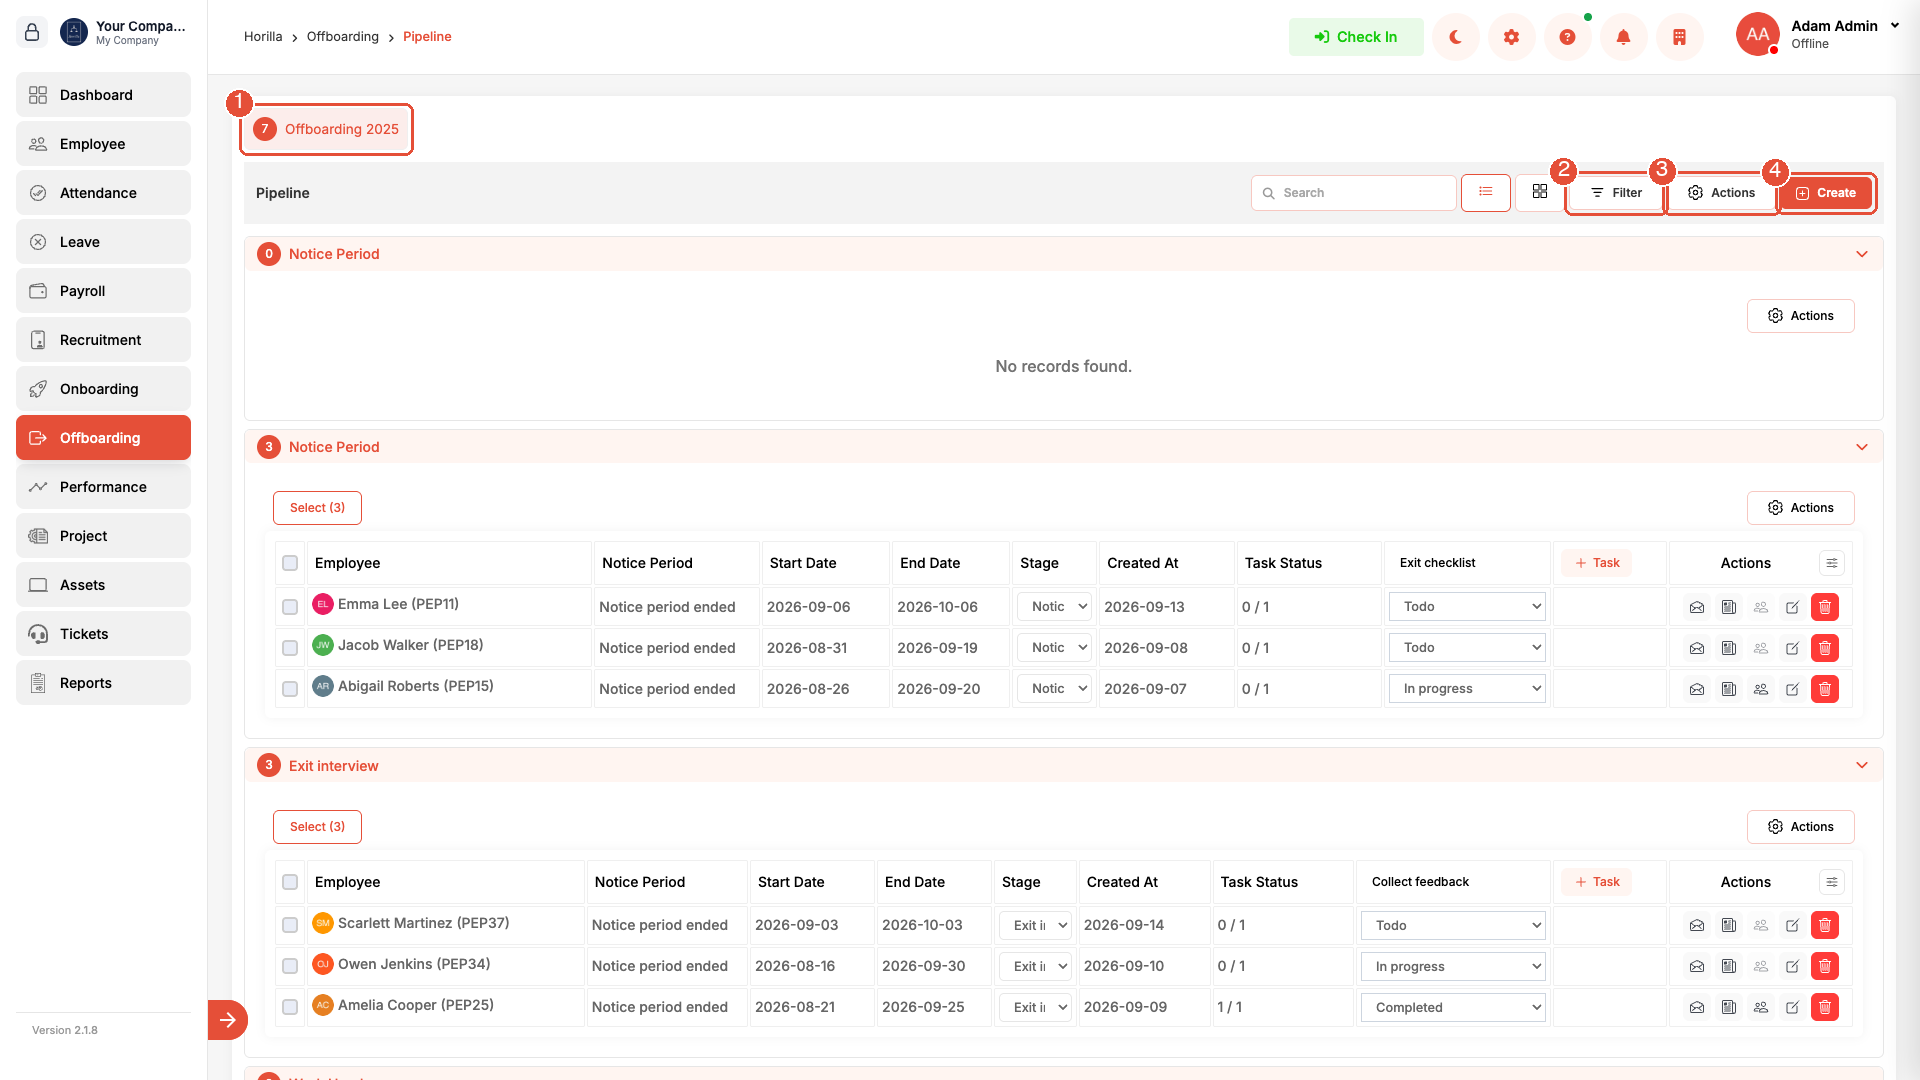 Your Compa...
My Company
Horilla > Offboarding > Pipeline
Check In
AA
Adam Admin
Offline
Dashboard
Employee
Attendance
Leave
Payroll
Recruitment
Onboarding
Offboarding
Performance
Project
Assets
Tickets
Reports
Version 2.1.8
1
7 Offboarding 2025
Pipeline
Search
2 Filter
3 Actions
4 Create
0 Notice Period
Actions
No records found.
3 Notice Period
Select (3)
Actions
Employee Notice Period Start Date End Date Stage Created At Task Status Exit checklist + Task Actions
EL Emma Lee (PEP11) Notice period ended 2026-09-06 2026-10-06 Notic 2026-09-13 0 / 1 Todo
JW Jacob Walker (PEP18) Notice period ended 2026-08-31 2026-09-19 Notic 2026-09-08 0 / 1 Todo
AR Abigail Roberts (PEP15) Notice period ended 2026-08-26 2026-09-20 Notic 2026-09-07 0 / 1 In progress
3 Exit interview
Select (3)
Actions
Employee Notice Period Start Date End Date Stage Created At Task Status Collect feedback + Task Actions
SM Scarlett Martinez (PEP37) Notice period ended 2026-09-03 2026-10-03 Exit i 2026-09-14 0 / 1 Todo
OJ Owen Jenkins (PEP34) Notice period ended 2026-08-16 2026-09-30 Exit i 2026-09-10 0 / 1 In progress
AC Amelia Cooper (PEP25) Notice period ended 2026-08-21 2026-09-25 Exit i 2026-09-09 1 / 1 Completed